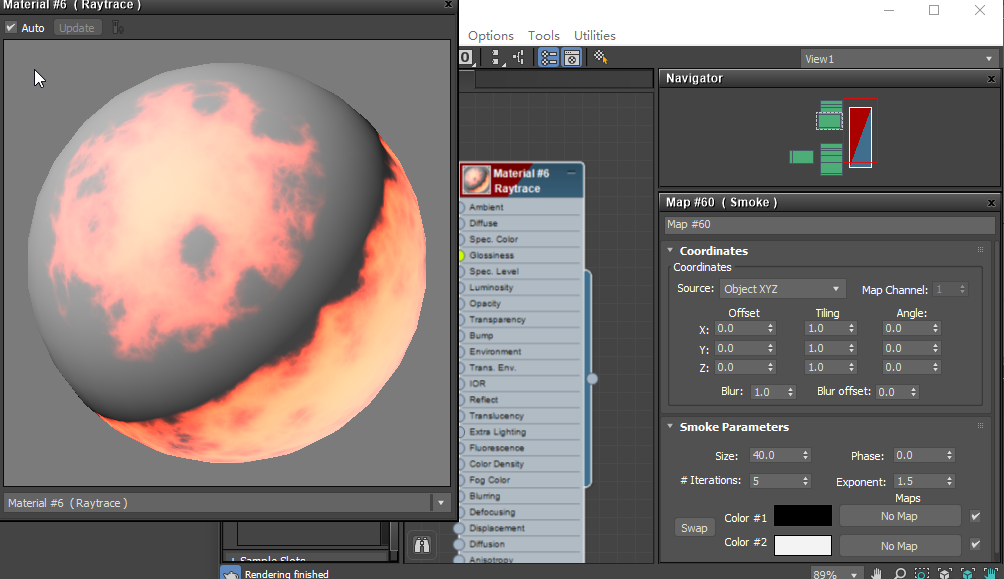 Material #6 ( Raytrace )
x
Auto
Update
Options Tools Utilities
View1
Navigator
x
Material #6
Raytrace
Ambient
Diffuse
Spec. Color
Glossiness
Spec. Level
Luminosity
Opacity
Transparency
Bump
Environment
Trans. Env.
IOR
Reflect
Translucency
Extra Lighting
Fluorescence
Color Density
Fog Color
Blurring
Defocusing
Displacement
Diffusion
Anisotropy
Map #60 ( Smoke )
x
Map #60
Coordinates
Coordinates
Source: Object XYZ Map Channel: 1
Offset Tiling Angle:
X: 0.0 1.0 0.0
Y: 0.0 1.0 0.0
Z: 0.0 1.0 0.0
Blur: 1.0 Blur offset: 0.0
Smoke Parameters
Size: 40.0 Phase: 0.0
# Iterations: 5 Exponent: 1.5
Maps
Swap
Color #1 No Map
Color #2 No Map
Material #6 (Raytrace )
Sample Slots
Rendering finished
89%